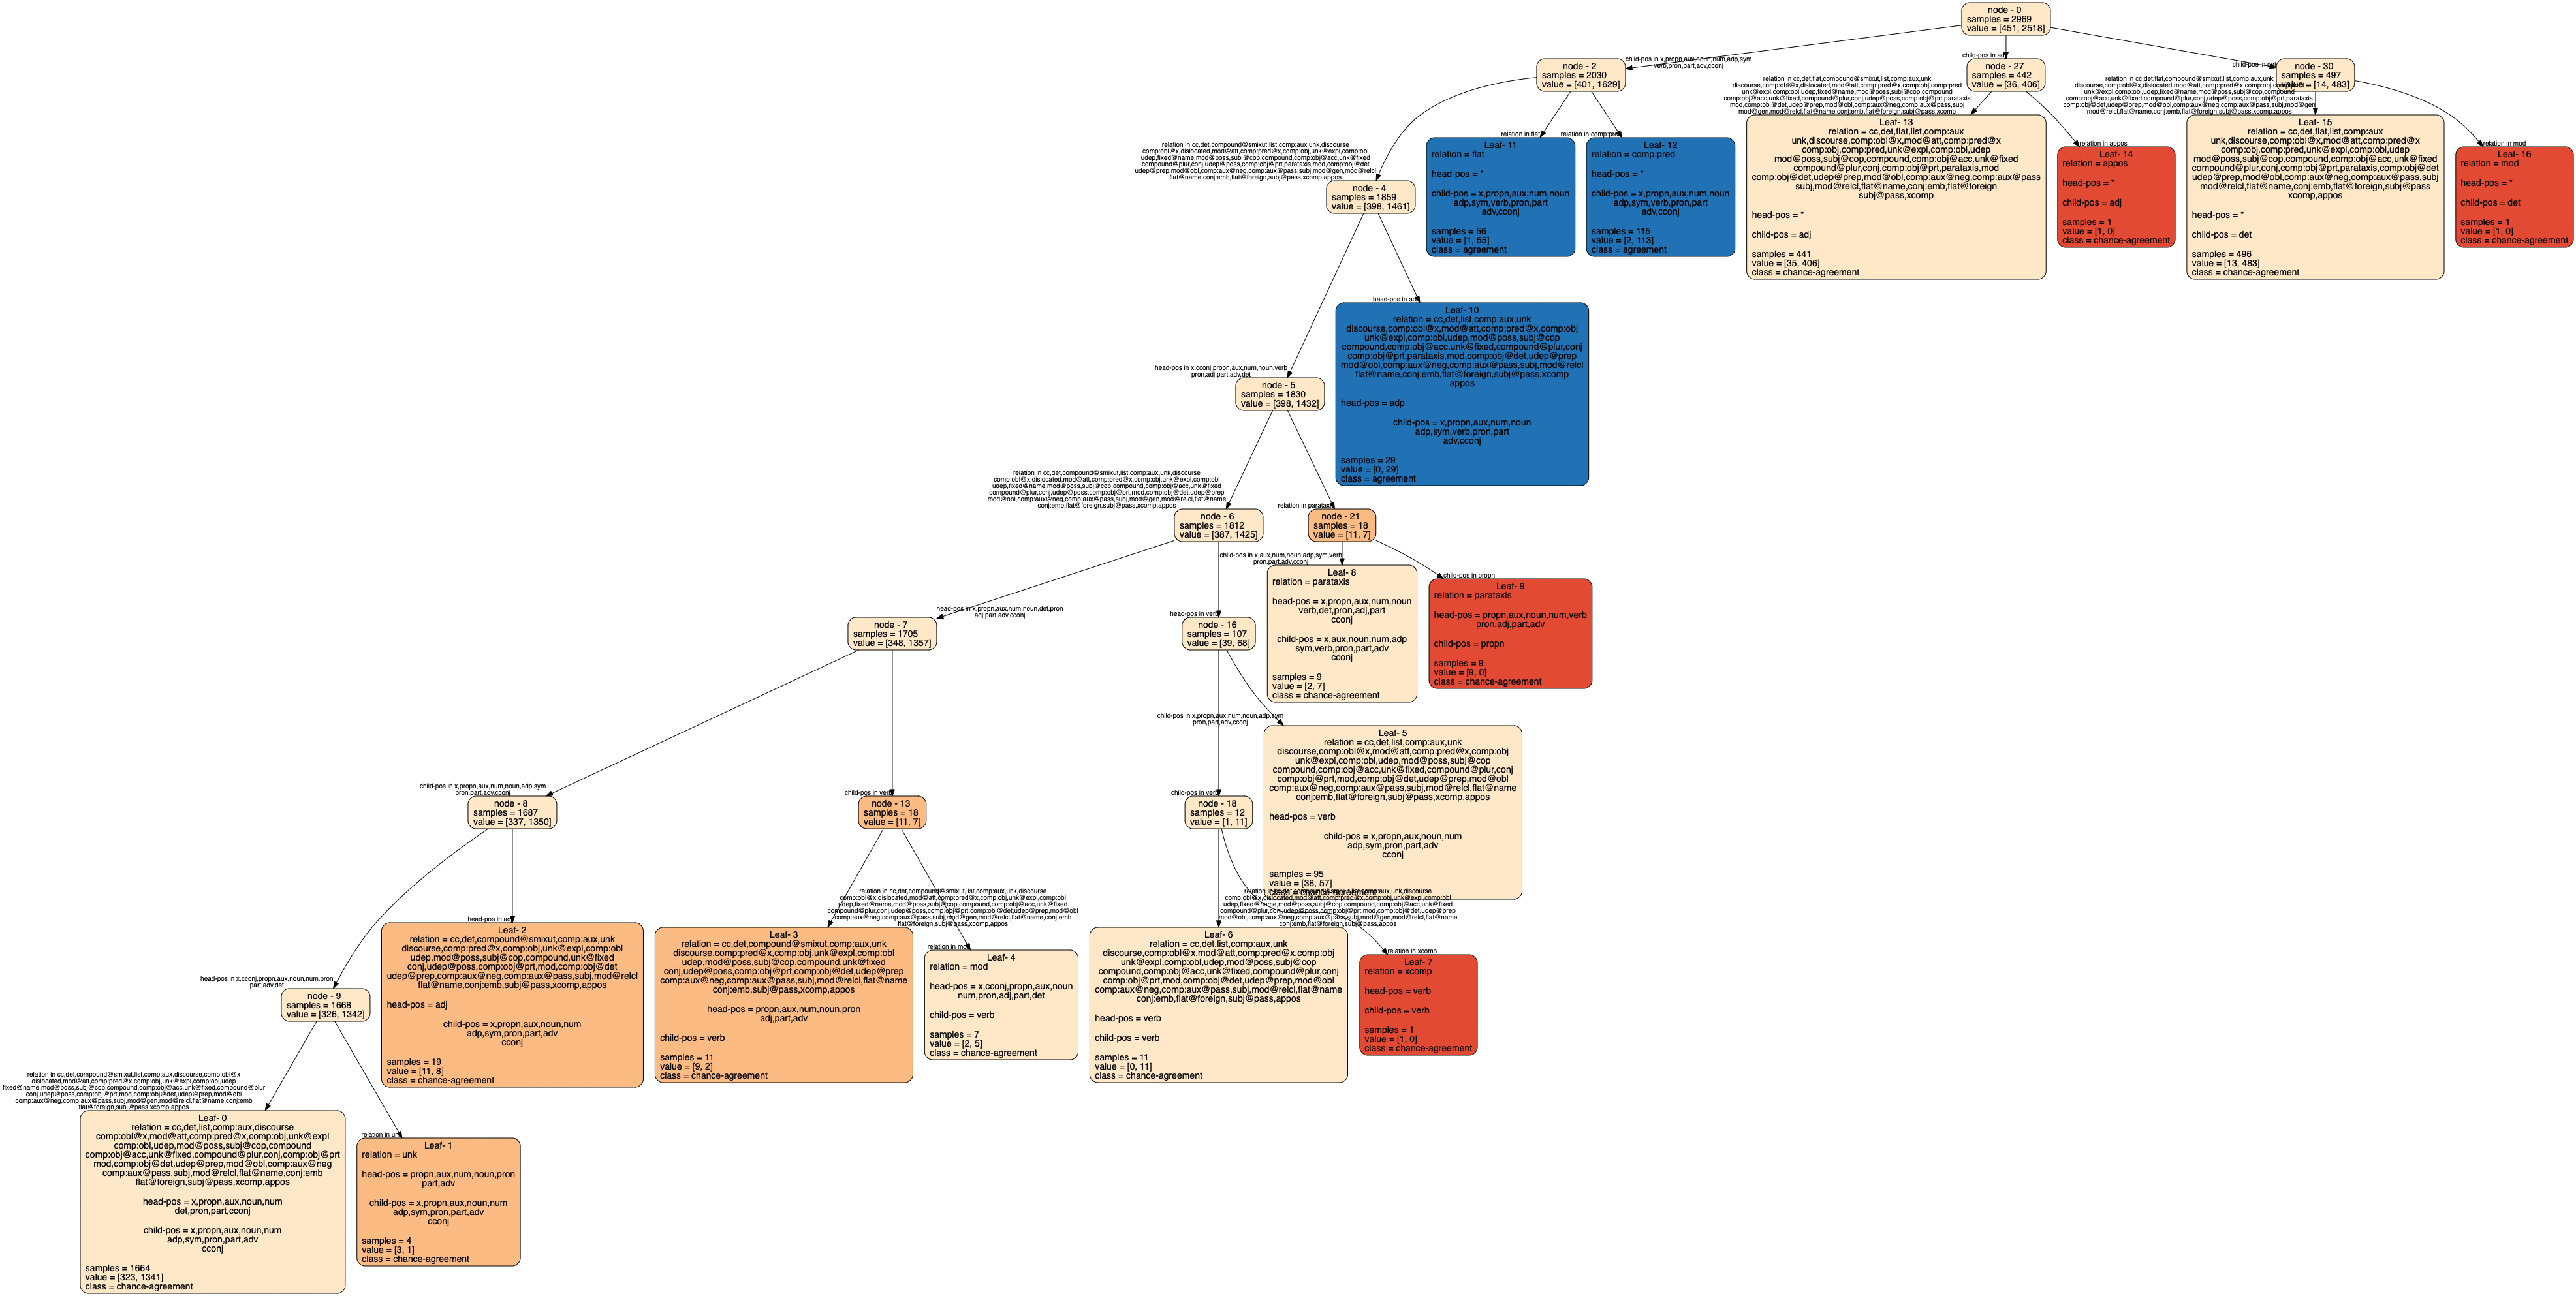 node - 0
samples = 2969
value = [451, 2518]
child-pos in x,propn,aux,noun,num,adp,sym
verb,pron,part,adv,cconj
node - 2
samples = 2030
value = [401, 1629]
child-pos in adj
node - 27
samples = 442
value = [36, 406]
child-pos in det
node - 30
samples = 497
value = [14, 483]
relation in cc,det,compound@smixut,list,comp:aux,unk,discourse
comp:obl@x,dislocated,mod@att,comp:pred@x,comp:obj,unk@expl,comp:obl
udep,fixed@name,mod@poss,subj@cop,compound,comp:obj@acc,unk@fixed
compound@plur,conj,udep@poss,comp:obj@prt,parataxis,mod,comp:obj@det
udep@prep,mod@obl,comp:aux@neg,comp:aux@pass,subj,mod@gen,mod@relcl
flat@name,conj:emb,flat@foreign,subj@pass,xcomp,appos
node - 4
samples = 1859
value = [398, 1461]
relation in flat
Leaf- 11
relation = flat
head-pos = *
child-pos = x,propn,aux,num,noun
adp,sym,verb,pron,part
adv,cconj
samples = 56
value = [1, 55]
class = agreement
relation in comp:pred
Leaf- 12
relation = comp:pred
head-pos = *
child-pos = x,propn,aux,num,noun
adp,sym,verb,pron,part
adv,cconj
samples = 115
value = [2, 113]
class = agreement
relation in cc,det,flat,compound@smixut,list,comp:aux,unk
discourse,comp:obl@x,dislocated,mod@att,comp:pred@x,comp:obj,comp:pred
unk@expl,comp:obl,udep,fixed@name,mod@poss,subj@cop,compound
comp:obj@acc,unk@fixed,compound@plur,conj,udep@poss,comp:obj@prt,parataxis
mod,comp:obj@det,udep@prep,mod@obl,comp:aux@neg,comp:aux@pass,subj
mod@gen,mod@relcl,flat@name,conj:emb,flat@foreign,subj@pass,xcomp
Leaf- 13
relation = cc,det,flat,list,comp:aux
unk,discourse,comp:obl@x,mod@att,comp:pred@x
comp:obj,comp:pred,unk@expl,comp:obl,udep
mod@poss,subj@cop,compound,comp:obj@acc,unk@fixed
compound@plur,conj,comp:obj@prt,parataxis,mod
comp:obj@det,udep@prep,mod@obl,comp:aux@neg,comp:aux@pass
subj,mod@relcl,flat@name,conj:emb,flat@foreign
subj@pass,xcomp
head-pos = *
child-pos = adj
samples = 441
value = [35, 406]
class = chance-agreement
relation in appos
Leaf- 14
relation = appos
head-pos = *
child-pos = adj
samples = 1
value = [1, 0]
class = chance-agreement
relation in cc,det,flat,compound@smixut,list,comp:aux,unk
discourse,comp:obl@x,dislocated,mod@att,comp:pred@x,comp:obj
unk@expl,comp:obl,udep,fixed@name,mod@poss,subj@cop,compound
comp:obj@acc,unk@fixed,compound@plur,conj,udep@poss,comp:obj@prt,parataxis
mod,comp:obj@det,udep@prep,mod@obl,comp:aux@neg,comp:aux@pass,subj,mod@gen
mod@relcl,flat@name,conj:emb,flat@foreign,subj@pass,xcomp,appos
Leaf- 15
relation = cc,det,flat,list,comp:aux
unk,discourse,comp:obl@x,mod@att,comp:pred@x
comp:obj,comp:pred,unk@expl,comp:obl,udep
mod@poss,subj@cop,compound,comp:obj@acc,unk@fixed
compound@plur,conj,comp:obj@prt,parataxis,comp:obj@det
udep@prep,mod@obl,comp:aux@neg,comp:aux@pass,subj
mod@relcl,flat@name,conj:emb,flat@foreign,subj@pass
xcomp,appos
head-pos = *
child-pos = det
samples = 496
value = [13, 483]
class = chance-agreement
relation in mod
Leaf- 16
relation = mod
head-pos = *
child-pos = det
samples = 1
value = [1, 0]
class = chance-agreement
head-pos in x,cconj,propn,aux,num,noun,verb
pron,adj,part,adv,det
node - 5
samples = 1830
value = [398, 1432]
head-pos in adp
Leaf- 10
relation = cc,det,list,comp:aux,unk
discourse,comp:obl@x,mod@att,comp:pred@x,comp:obj
unk@expl,comp:obl,udep,mod@poss,subj@cop
compound,comp:obj@acc,unk@fixed,compound@plur,conj
comp:obj@prt,parataxis,mod,comp:obj@det,udep@prep
mod@obl,comp:aux@neg,comp:aux@pass,subj,mod@relcl
flat@name,conj:emb,flat@foreign,subj@pass,xcomp
appos
head-pos = adp
child-pos = x,propn,aux,num,noun
adp,sym,verb,pron,part
adv,cconj
samples = 29
value = [0, 29]
class = agreement
relation in cc,det,compound@smixut,list,comp:aux,unk,discourse
comp:obl@x,dislocated,mod@att,comp:pred@x,comp:obj,unk@expl,comp:obl
udep,fixed@name,mod@poss,subj@cop,compound,comp:obj@acc,unk@fixed
compound@plur,conj,udep@poss,comp:obj@prt,mod,comp:obj@det,udep@prep
mod@obl,comp:aux@neg,comp:aux@pass,subj,mod@gen,mod@relcl,flat@name
conj:emb,flat@foreign,subj@pass,xcomp,appos
node - 6
samples = 1812
value = [387, 1425]
relation in parataxis
node - 21
samples = 18
value = [11, 7]
child-pos in x,aux,num,noun,adp,sym,verb
pron,part,adv,cconj
Leaf- 8
relation = parataxis
head-pos = x,propn,aux,num,noun
verb,det,pron,adj,part
cconj
child-pos = x,aux,noun,num,adp
sym,verb,pron,part,adv
cconj
samples = 9
value = [2, 7]
class = chance-agreement
child-pos in propn
Leaf- 9
relation = parataxis
head-pos = propn,aux,noun,num,verb
pron,adj,part,adv
child-pos = propn
samples = 9
value = [9, 0]
class = chance-agreement
head-pos in x,propn,aux,num,noun,det,pron
adj,part,adv,cconj
node - 7
samples = 1705
value = [348, 1357]
head-pos in verb
node - 16
samples = 107
value = [39, 68]
child-pos in x,propn,aux,num,noun,adp,sym
pron,part,adv,cconj
Leaf- 5
relation = cc,det,list,comp:aux,unk
discourse,comp:obl@x,mod@att,comp:pred@x,comp:obj
unk@expl,comp:obl,udep,mod@poss,subj@cop
compound,comp:obj@acc,unk@fixed,compound@plur,conj
comp:obj@prt,mod,comp:obj@det,udep@prep,mod@obl
comp:aux@neg,comp:aux@pass,subj,mod@relcl,flat@name
conj:emb,flat@foreign,subj@pass,xcomp,appos
head-pos = verb
child-pos = x,propn,aux,noun,num
adp,sym,pron,part,adv
cconj
samples = 95
value = [38, 57]
class = chance-agreement
child-pos in x,propn,aux,num,noun,adp,sym
pron,part,adv,cconj
node - 8
samples = 1687
value = [337, 1350]
child-pos in verb
node - 13
samples = 18
value = [11, 7]
child-pos in verb
node - 18
samples = 12
value = [1, 11]
head-pos in x,cconj,propn,aux,noun,num,pron
part,adv,det
node - 9
samples = 1668
value = [326, 1342]
head-pos in adj
Leaf- 2
relation = cc,det,compound@smixut,comp:aux,unk
discourse,comp:pred@x,comp:obj,unk@expl,comp:obl
udep,mod@poss,subj@cop,compound,unk@fixed
conj,udep@poss,comp:obj@prt,mod,comp:obj@det
udep@prep,comp:aux@neg,comp:aux@pass,subj,mod@relcl
flat@name,conj:emb,subj@pass,xcomp,appos
head-pos = adj
child-pos = x,propn,aux,noun,num
adp,sym,pron,part,adv
cconj
samples = 19
value = [11, 8]
class = chance-agreement
relation in cc,det,compound@smixut,list,comp:aux,unk,discourse
comp:obl@x,dislocated,mod@att,comp:pred@x,comp:obj,unk@expl,comp:obl
udep,fixed@name,mod@poss,subj@cop,compound,comp:obj@acc,unk@fixed
compound@plur,conj,udep@poss,comp:obj@prt,comp:obj@det,udep@prep,mod@obl
comp:aux@neg,comp:aux@pass,subj,mod@gen,mod@relcl,flat@name,conj:emb
flat@foreign,subj@pass,xcomp,appos
Leaf- 3
relation = cc,det,compound@smixut,comp:aux,unk
discourse,comp:pred@x,comp:obj,unk@expl,comp:obl
udep,mod@poss,subj@cop,compound,unk@fixed
conj,udep@poss,comp:obj@prt,comp:obj@det,udep@prep
comp:aux@neg,comp:aux@pass,subj,mod@relcl,flat@name
conj:emb,subj@pass,xcomp,appos
head-pos = propn,aux,num,noun,pron
adj,part,adv
child-pos = verb
samples = 11
value = [9, 2]
class = chance-agreement
relation in mod
Leaf- 4
relation = mod
head-pos = x,cconj,propn,aux,noun
num,pron,adj,part,det
child-pos = verb
samples = 7
value = [2, 5]
class = chance-agreement
comp:obl@x,dislocated,mod@att,comp:pred@x,comp:obj,unk@expl,comp:obl
udep,fixed@name,mod@poss,subj@cop,compound,comp:obj@acc,unk@fixed
compound@plur,conj,udep@poss,comp:obj@prt,mod,comp:obj@det,udep@prep
mod@obl,comp:aux@neg,comp:aux@pass,subj,mod@gen,mod@relcl,flat@name
conj:emb,flat@foreign,subj@pass,xcomp,appos
Leaf- 6
relation = cc,det,list,comp:aux,unk
discourse,comp:obl@x,mod@att,comp:pred@x,comp:obj
unk@expl,comp:obl,udep,mod@poss,subj@cop
compound,comp:obj@acc,unk@fixed,compound@plur,conj
comp:obj@prt,mod,comp:obj@det,udep@prep,mod@obl
comp:aux@neg,comp:aux@pass,subj,mod@relcl,flat@name
conj:emb,flat@foreign,subj@pass,appos
head-pos = verb
child-pos = verb
samples = 11
value = [0, 11]
class = chance-agreement
relation in xcomp
Leaf- 7
relation = xcomp
head-pos = verb
child-pos = verb
samples = 1
value = [1, 0]
class = chance-agreement
relation in cc,det,compound@smixut,list,comp:aux,discourse,comp:obl@x
dislocated,mod@att,comp:pred@x,comp:obj,unk@expl,comp:obl,udep
fixed@name,mod@poss,subj@cop,compound,comp:obj@acc,unk@fixed,compound@plur
conj,udep@poss,comp:obj@prt,mod,comp:obj@det,udep@prep,mod@obl
comp:aux@neg,comp:aux@pass,subj,mod@gen,mod@relcl,flat@name,conj:emb
flat@foreign,subj@pass,xcomp,appos
Leaf- 0
relation = cc,det,list,comp:aux,discourse
comp:obl@x,mod@att,comp:pred@x,comp:obj,unk@expl
comp:obl,udep,mod@poss,subj@cop,compound
comp:obj@acc,unk@fixed,compound@plur,conj,comp:obj@prt
mod,comp:obj@det,udep@prep,mod@obl,comp:aux@neg
comp:aux@pass,subj,mod@relcl,flat@name,conj:emb
flat@foreign,subj@pass,xcomp,appos
head-pos = x,propn,aux,noun,num
det,pron,part,cconj
child-pos = x,propn,aux,noun,num
adp,sym,pron,part,adv
cconj
samples = 1664
value = [323, 1341]
class = chance-agreement
relation in unk
Leaf- 1
relation = unk
head-pos = propn,aux,num,noun,pron
part,adv
child-pos = x,propn,aux,noun,num
adp,sym,pron,part,adv
cconj
samples = 4
value = [3, 1]
class = chance-agreement